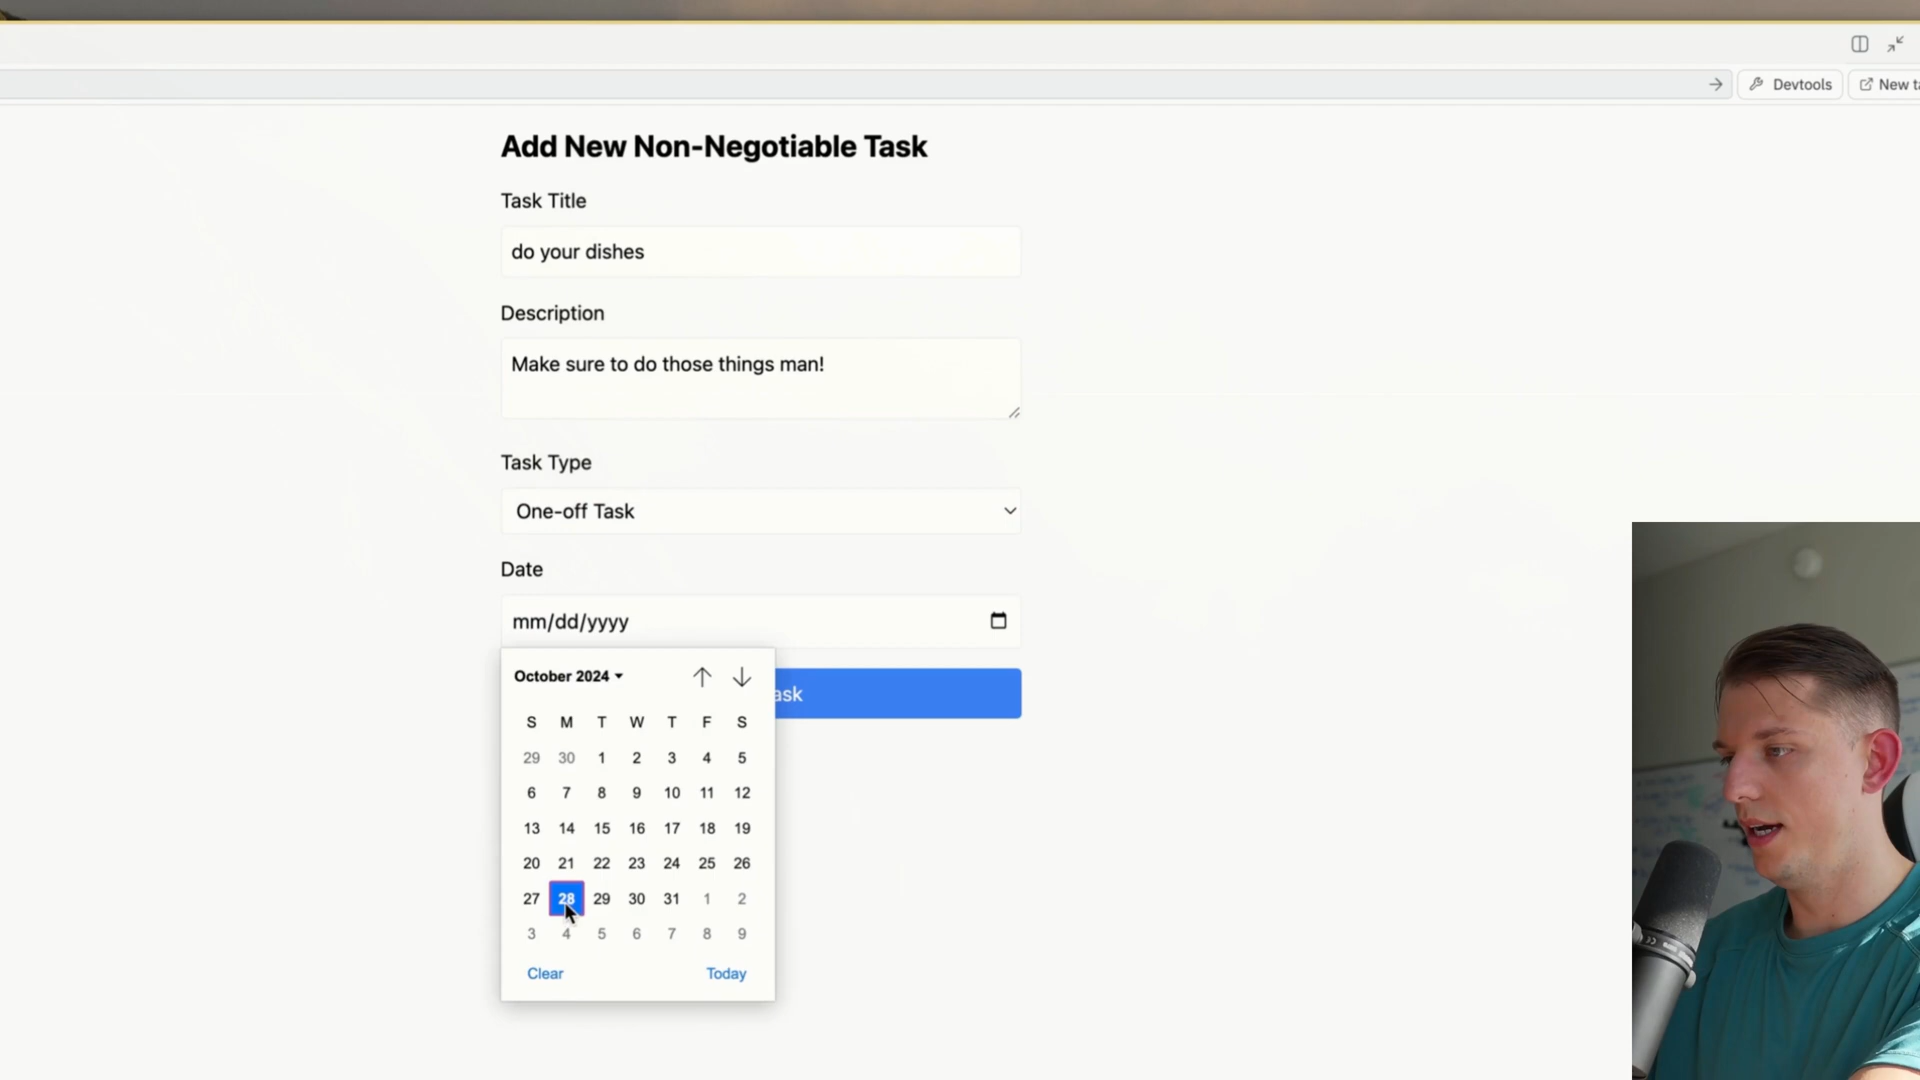 Devtools
New ta
Add New Non-Negotiable Task
Task Title
do your dishes
Description
Make sure to do those things man!
Task Type
One-off Task
Date
mm/dd/yyyy
October 2024
ask
S M T W T F S
29 30 1 2 3 4 5
6 7 8 9 10 11 12
13 14 15 16 17 18 19
20 21 22 23 24 25 26
27 28 29 30 31 1 2
3 4 5 6 7 8 9
Clear Today